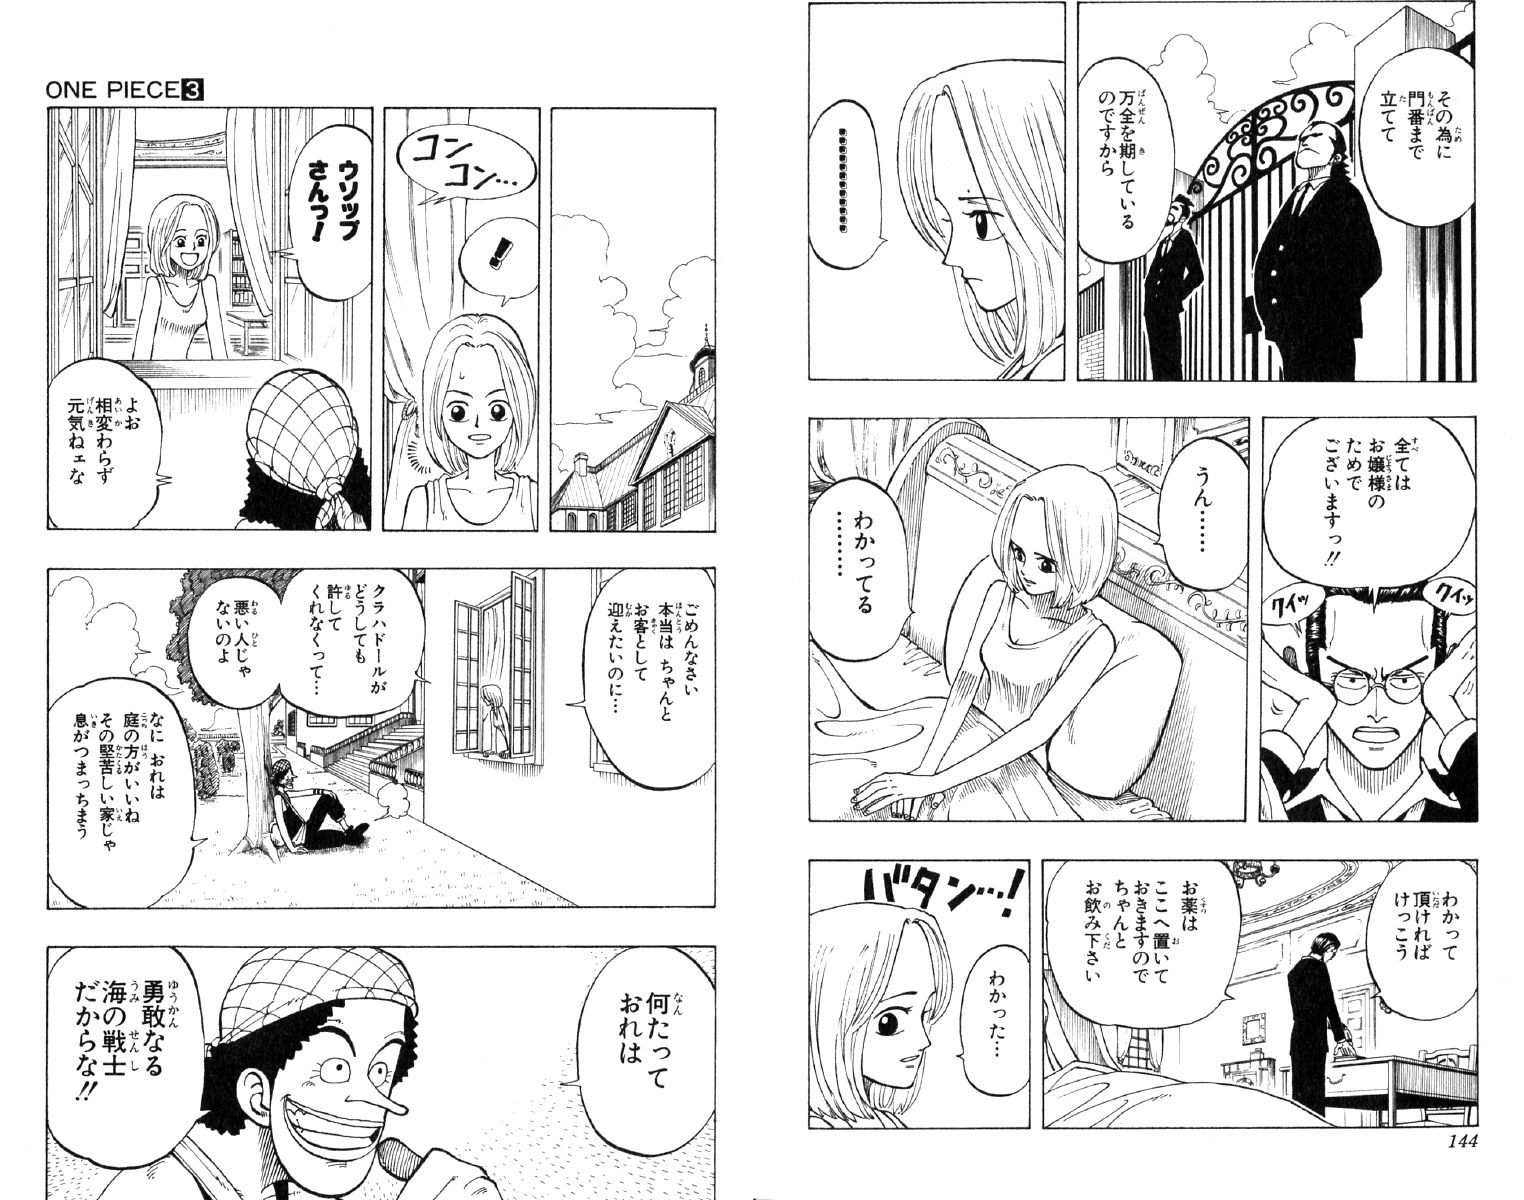 その為に
門番まで
立てて
万全を期している
のですから
…………
全ては
お嬢様の
ためで
ございますっ!!
クイッ
クイッ
うん……
わかってる
………
わかって
頂ければ
けっこう
お薬は
ここへ置いて
おきますので
ちゃんと
お飲み下さい
バタン…!
わかった…
144
ONE PIECE 3
コン
コン…
!
ウソップ
さんっ!
よお
相変わらず
元気ねェな
ごめんなさい
本当は ちゃんと
お客として
迎えたいのに…
クラハドールが
どうしても
許して
くれなくって…
悪い人じゃ
ないのよ
なに おれは
庭の方がいいね
その堅苦しい家じゃ
息がつまっちまう
何たって
おれは
勇敢なる
海の戦士
だからな!!